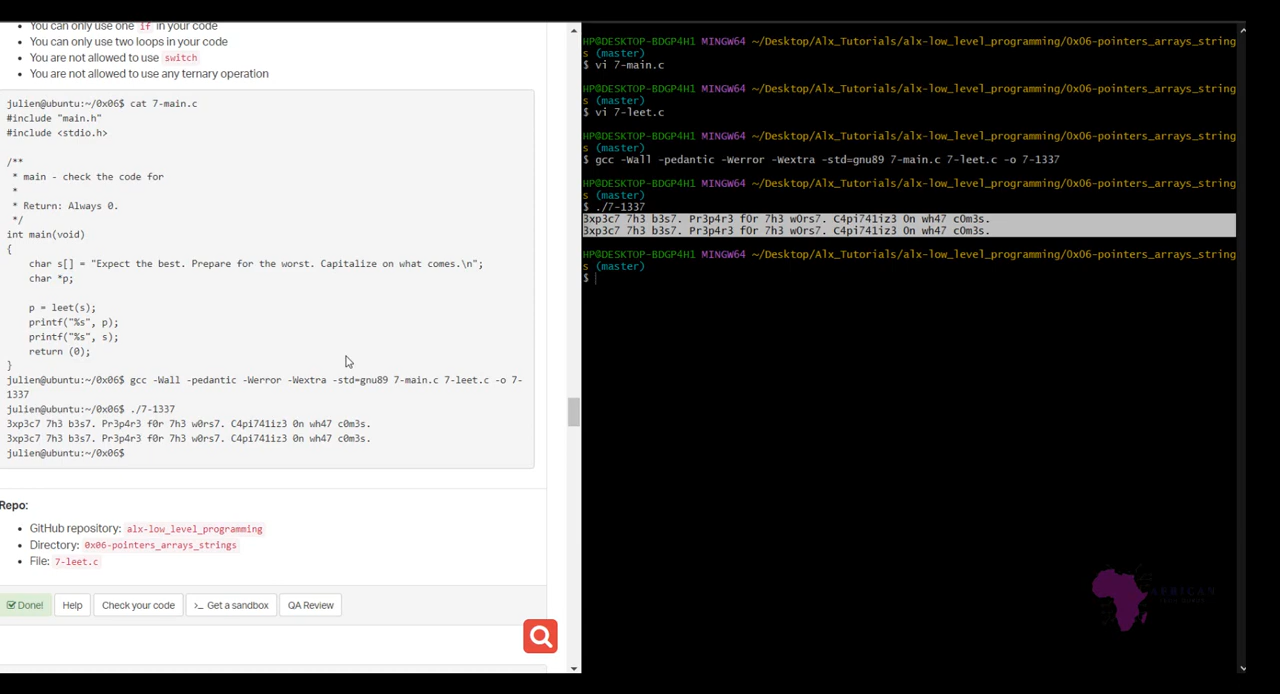 You can only use one if in your code
You can only use two loops in your code
You are not allowed to use switch
You are not allowed to use any ternary operation
julien@ubuntu:~/0x06$ cat 7-main.c
#include "main.h"
#include <stdio.h>
/**
* main - check the code for
*
* Return: Always 0.
*/
int main(void)
{
char s[] = "Expect the best. Prepare for the worst. Capitalize on what comes.\n";
char *p;
p = leet(s);
printf("%s", p);
printf("%s", s);
return (0);
}
julien@ubuntu:~/0x06$ gcc -Wall -pedantic -Werror -Wextra -std=gnu89 7-main.c 7-leet.c -o 7-
1337
julien@ubuntu:~/0x06$ ./7-1337
3xp3c7 7h3 b3s7. Pr3p4r3 f0r 7h3 w0rs7. C4pi741iz3 0n wh47 c0m3s.
3xp3c7 7h3 b3s7. Pr3p4r3 f0r 7h3 w0rs7. C4pi741iz3 0n wh47 c0m3s.
julien@ubuntu:~/0x06$
Repo:
GitHub repository: alx-low_level_programming
Directory: 0x06-pointers_arrays_strings
File: 7-leet.c
Done! Help Check your code >_ Get a sandbox QA Review
HP@DESKTOP-BDGP4H1 MINGW64 ~/Desktop/Alx_Tutorials/alx-low_level_programming/0x06-pointers_arrays_string
s (master)
$ vi 7-main.c
HP@DESKTOP-BDGP4H1 MINGW64 ~/Desktop/Alx_Tutorials/alx-low_level_programming/0x06-pointers_arrays_string
s (master)
$ vi 7-leet.c
HP@DESKTOP-BDGP4H1 MINGW64 ~/Desktop/Alx_Tutorials/alx-low_level_programming/0x06-pointers_arrays_string
s (master)
$ gcc -Wall -pedantic -Werror -Wextra -std=gnu89 7-main.c 7-leet.c -o 7-1337
HP@DESKTOP-BDGP4H1 MINGW64 ~/Desktop/Alx_Tutorials/alx-low_level_programming/0x06-pointers_arrays_string
s (master)
$ ./7-1337
3xp3c7 7h3 b3s7. Pr3p4r3 f0r 7h3 w0rs7. C4pi741iz3 0n wh47 c0m3s.
3xp3c7 7h3 b3s7. Pr3p4r3 f0r 7h3 w0rs7. C4pi741iz3 0n wh47 c0m3s.
HP@DESKTOP-BDGP4H1 MINGW64 ~/Desktop/Alx_Tutorials/alx-low_level_programming/0x06-pointers_arrays_string
s (master)
$
AFRICAN